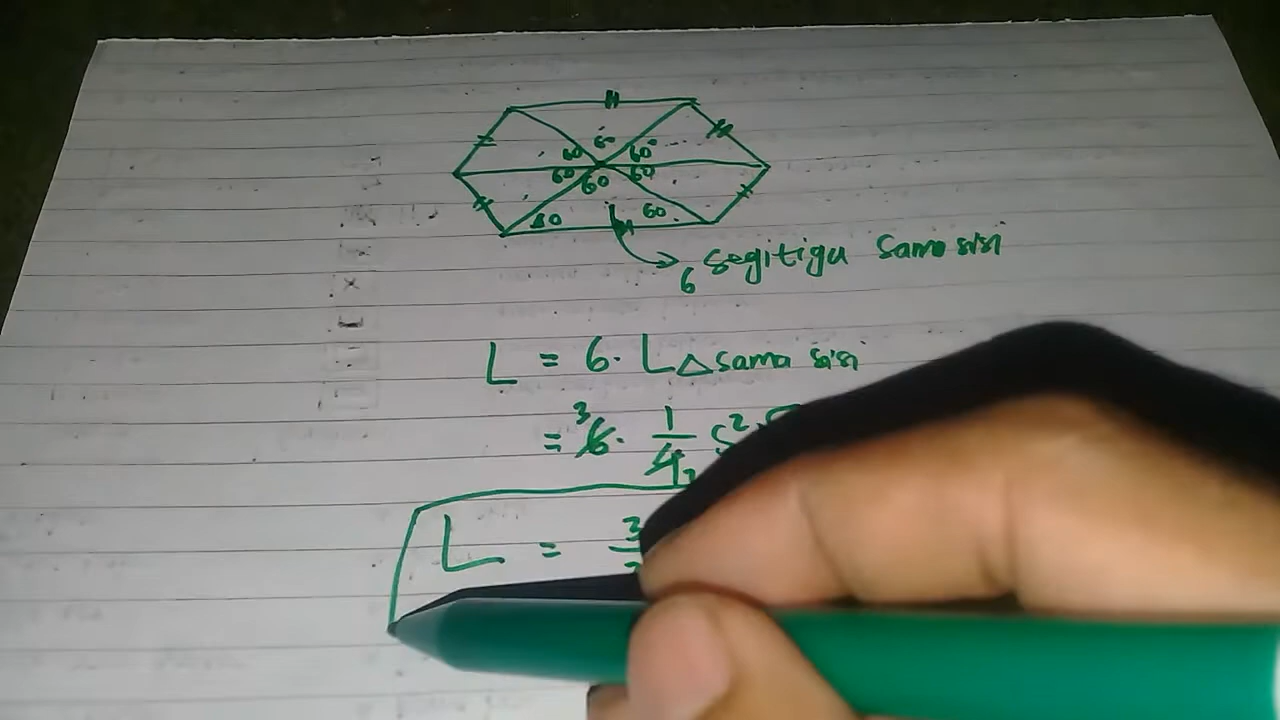 60 60 60°
60 60 60
60 60
6 segitiga sama sisi
L = 6. L△ sama sisi
= 3 6. 1/4 2 s²
L = 3/2